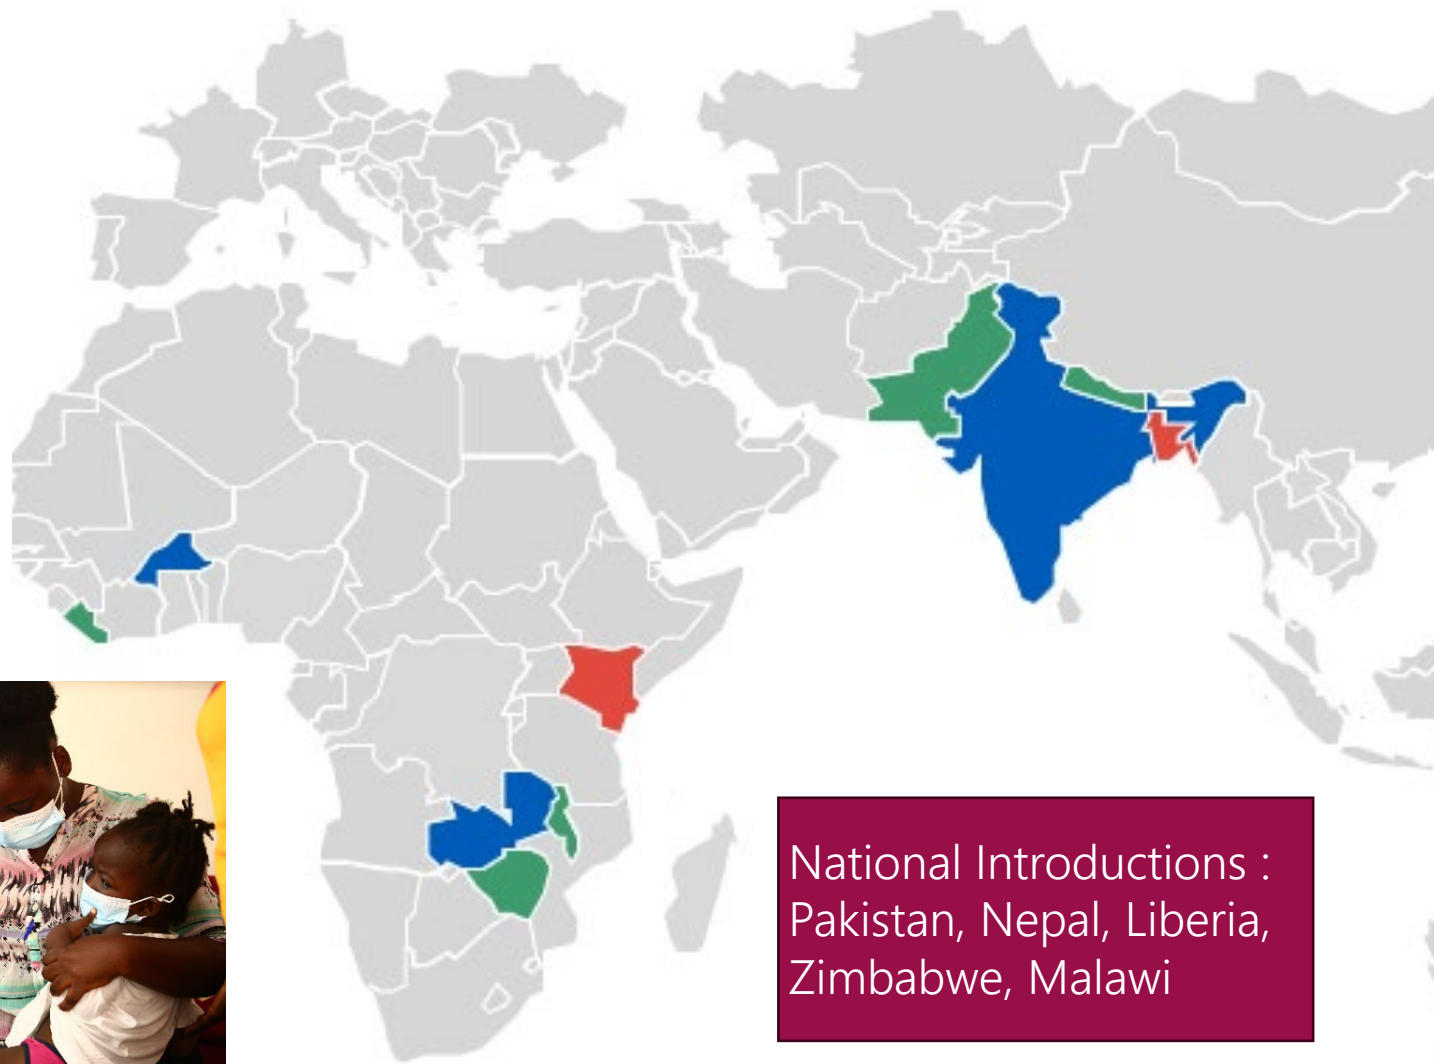 National Introductions :
Pakistan, Nepal, Liberia,
Zimbabwe, Malawi